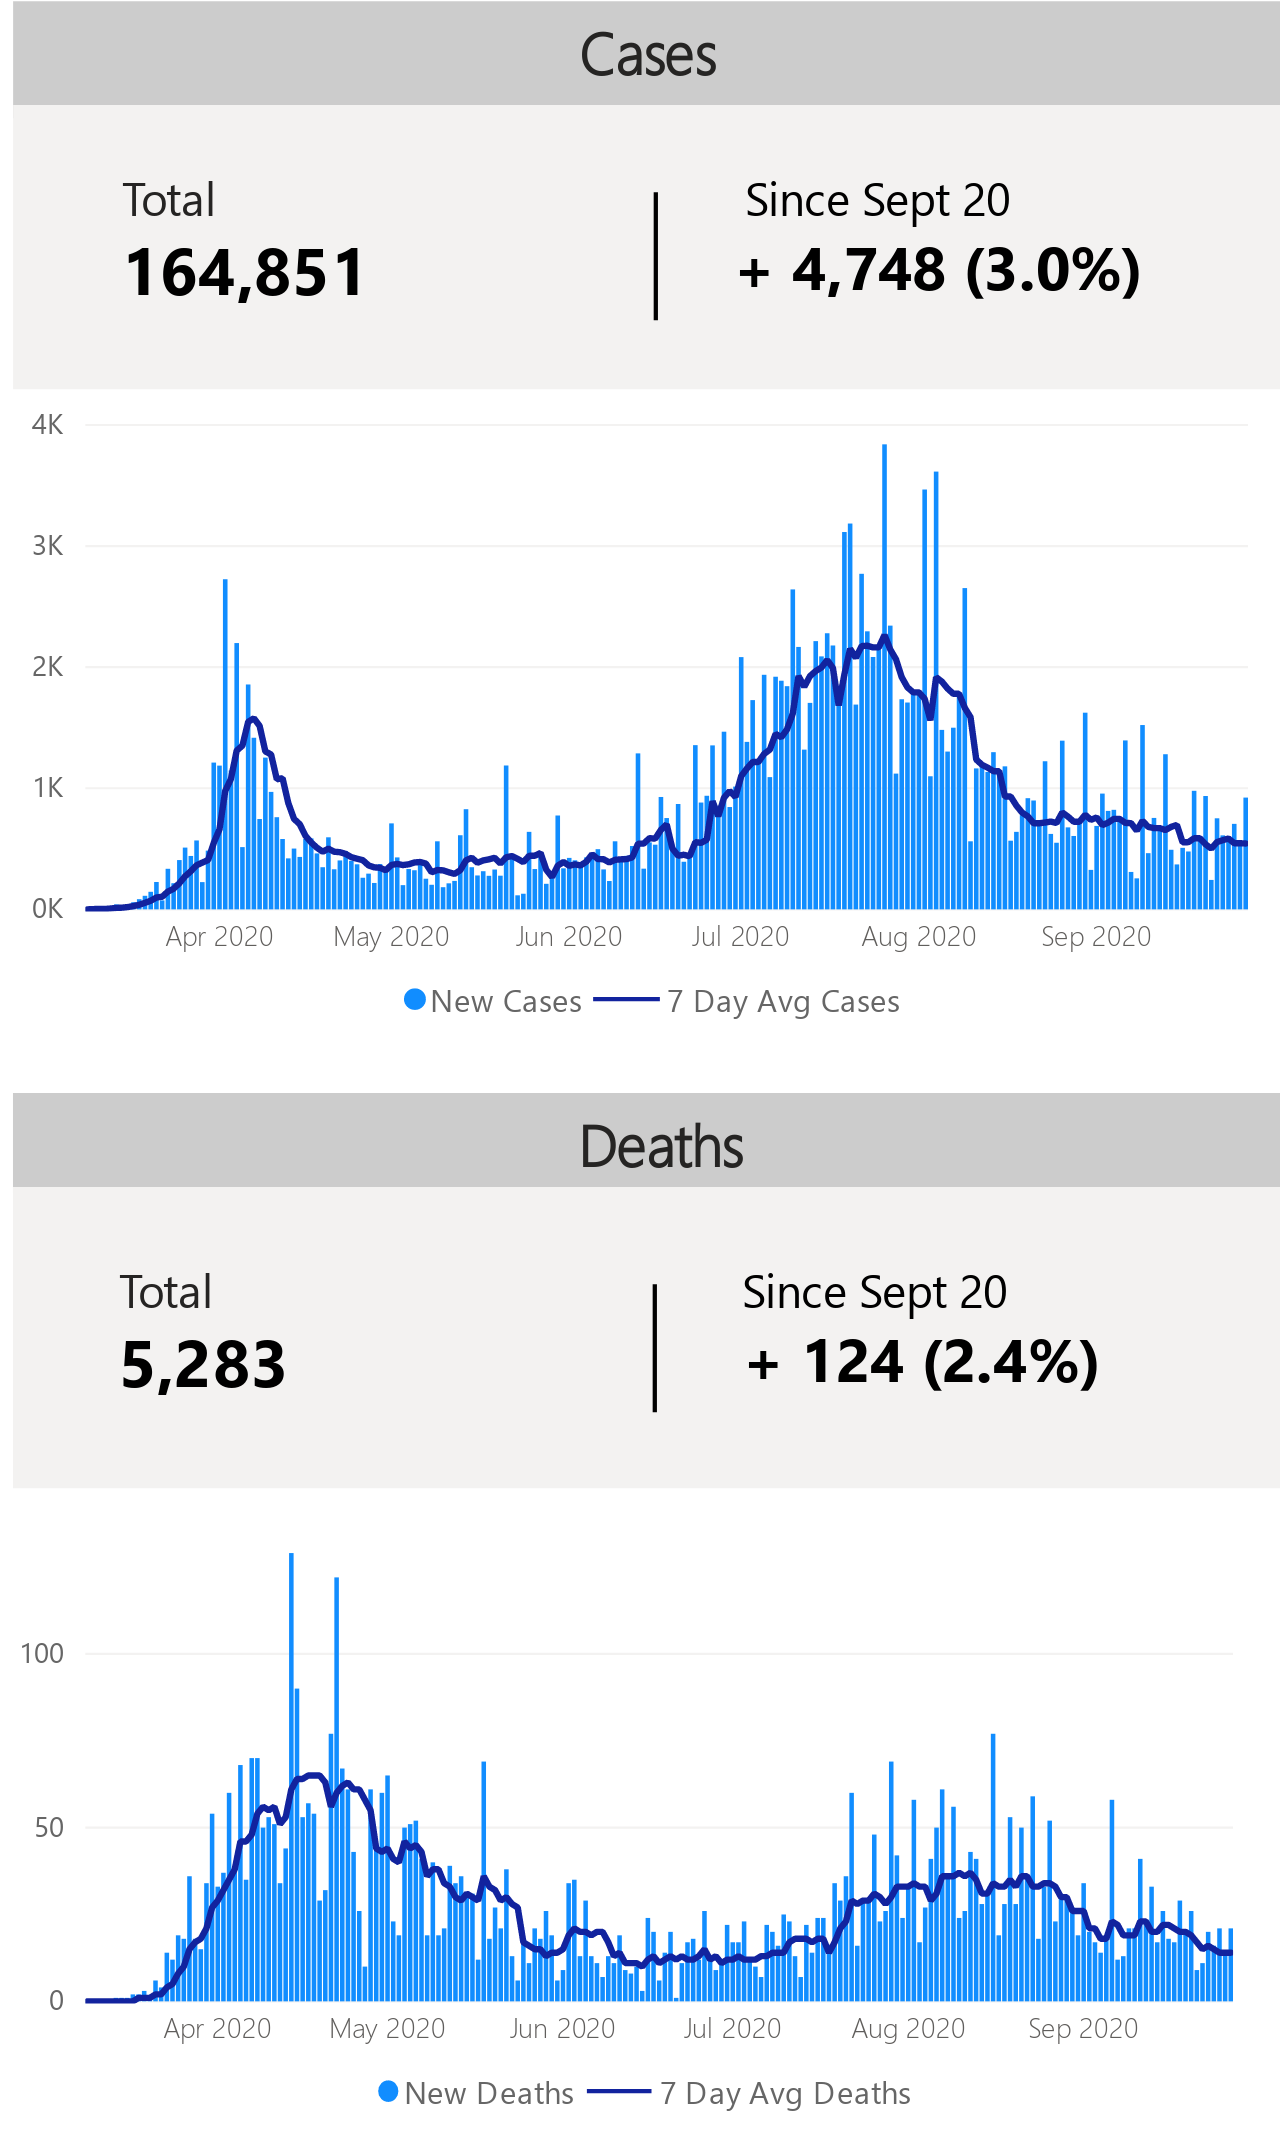 Cases
Total
Since Sept 20
164,851
+ 4,748 (3.0%)
4K
3K
2K
1K
0K
Apr 2020 May 2020 Jun 2020 Jul 2020 Aug 2020 Sep 2020
New Cases 7 Day Avg Cases
Deaths
Total
Since Sept 20
5,283
+ 124 (2.4%)
100
50
0
Apr 2020 May 2020 Jun 2020 Jul 2020 Aug 2020 Sep 2020
New Deaths 7 Day Avg Deaths